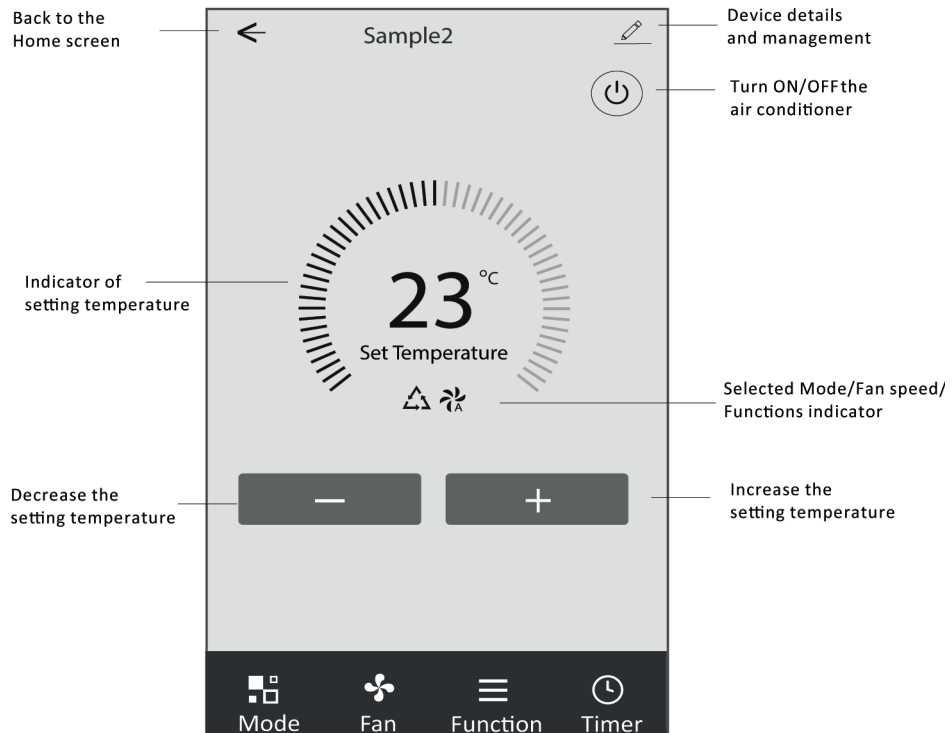 Back to the
Home screen
Sample2
Device details
and management
Turn ON/OFFthe
air conditioner
Indicator of
setting temperature
23 °C
Set Temperature
A
Selected Mode/Fan speed/
Functions indicator
Decrease the
setting temperature
—
+
Increase the
setting temperature
Mode Fan Function Timer